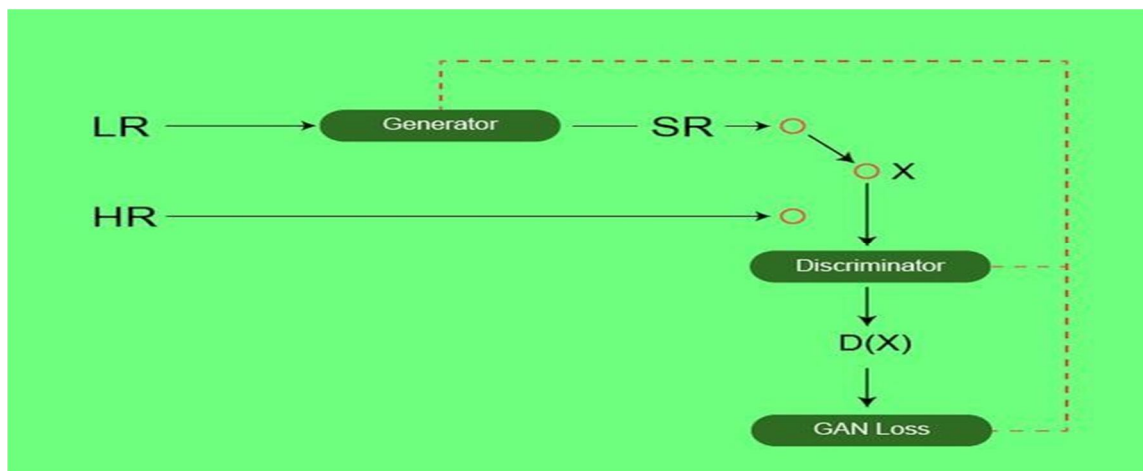 LR
Generator
SR
X
HR
Discriminator
D(X)
GAN Loss